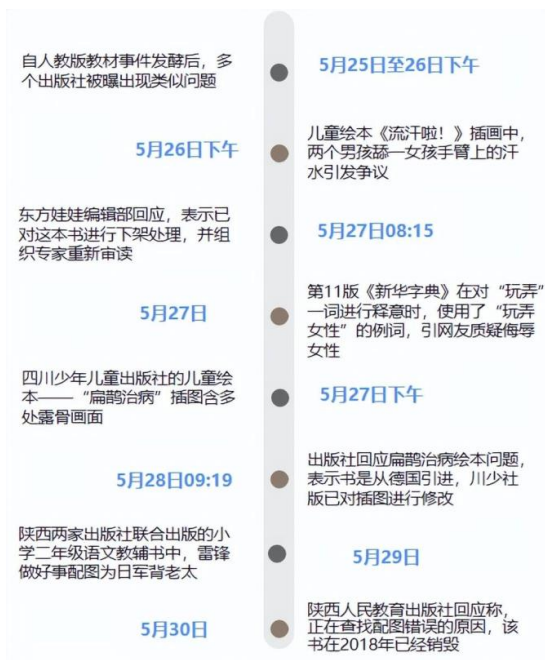 自人教版教材事件发酵后，多
个出版社被曝出现类似问题
5月25日至26日下午
5月26日下午
儿童绘本《流汗啦！》插画中，
两个男孩舔一女孩手臂上的汗
水引发争议
东方娃娃编辑部回应，表示已
对这本书进行下架处理，并组
织专家重新审读
5月27日08:15
5月27日
第11版《新华字典》在对“玩弄”
一词进行释意时，使用了“玩弄
女性”的例词，引网友质疑侮辱
女性
四川少年儿童出版社的儿童绘
本——“扁鹊治病”插图含多
处露骨画面
5月27日下午
5月28日09:19
出版社回应扁鹊治病绘本问题，
表示书是从德国引进，川少社
版已对插图进行修改
陕西两家出版社联合出版的小
学二年级语文教辅书中，雷锋
做好事配图为日军背老太
5月29日
5月30日
陕西人民教育出版社回应称，
正在查找配图错误的原因，该
书在2018年已经销毁